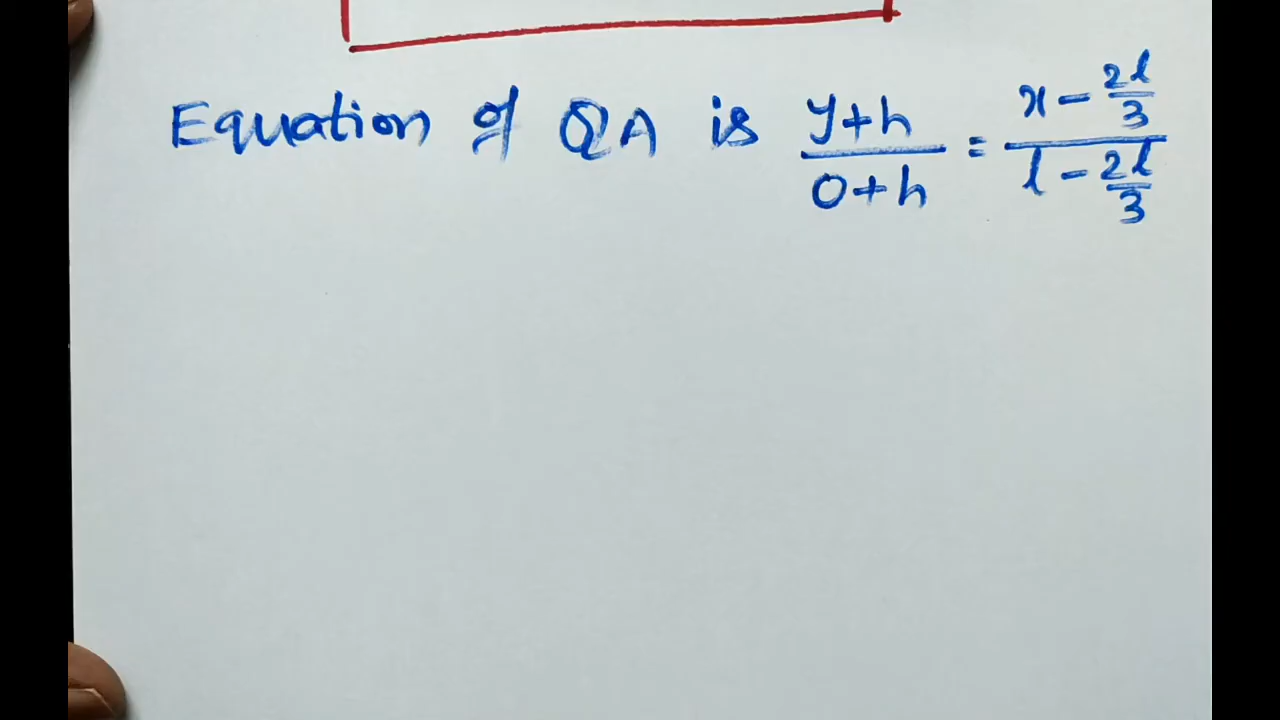 Equation of QA is (y+h)/(0+h) = (x - 2l/3)/(l - 2l/3)